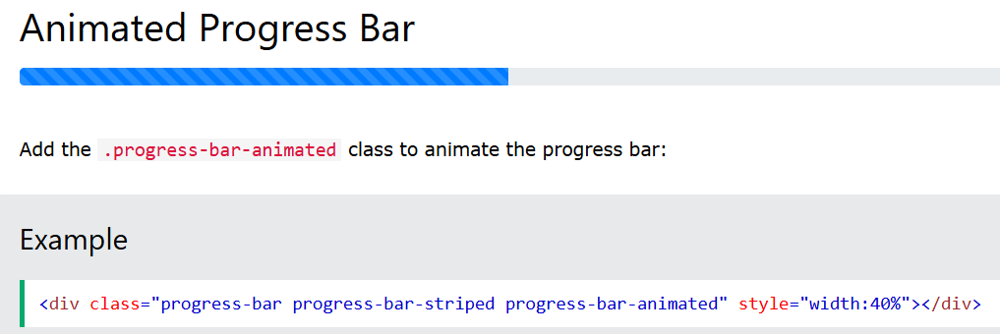 Animated Progress Bar
Add the .progress-bar-animated class to animate the progress bar:
Example
<div class="progress-bar progress-bar-striped progress-bar-animated" style="width:40%"></div>